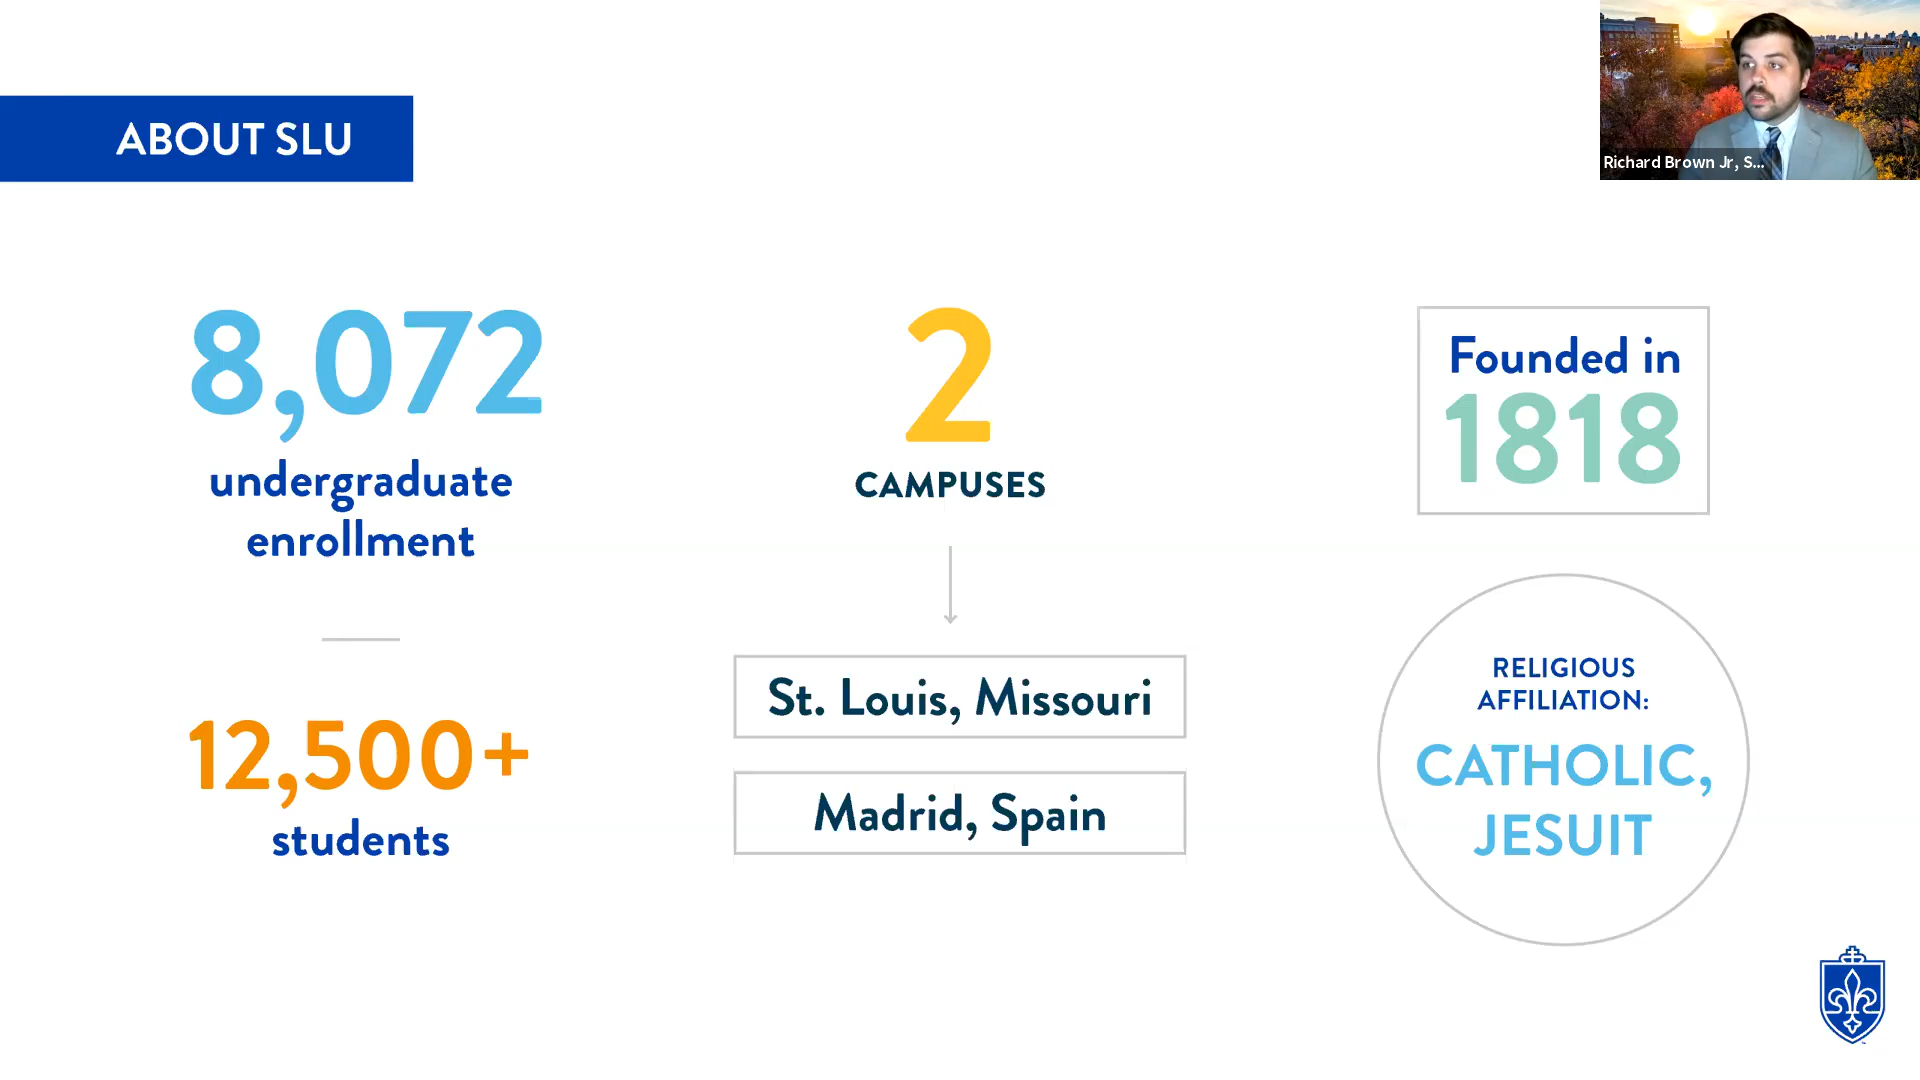 ABOUT SLU
Richard Brown Jr, S...
8,072
undergraduate
enrollment
12,500+
students
2
CAMPUSES
St. Louis, Missouri
Madrid, Spain
Founded in
1818
RELIGIOUS
AFFILIATION:
CATHOLIC,
JESUIT